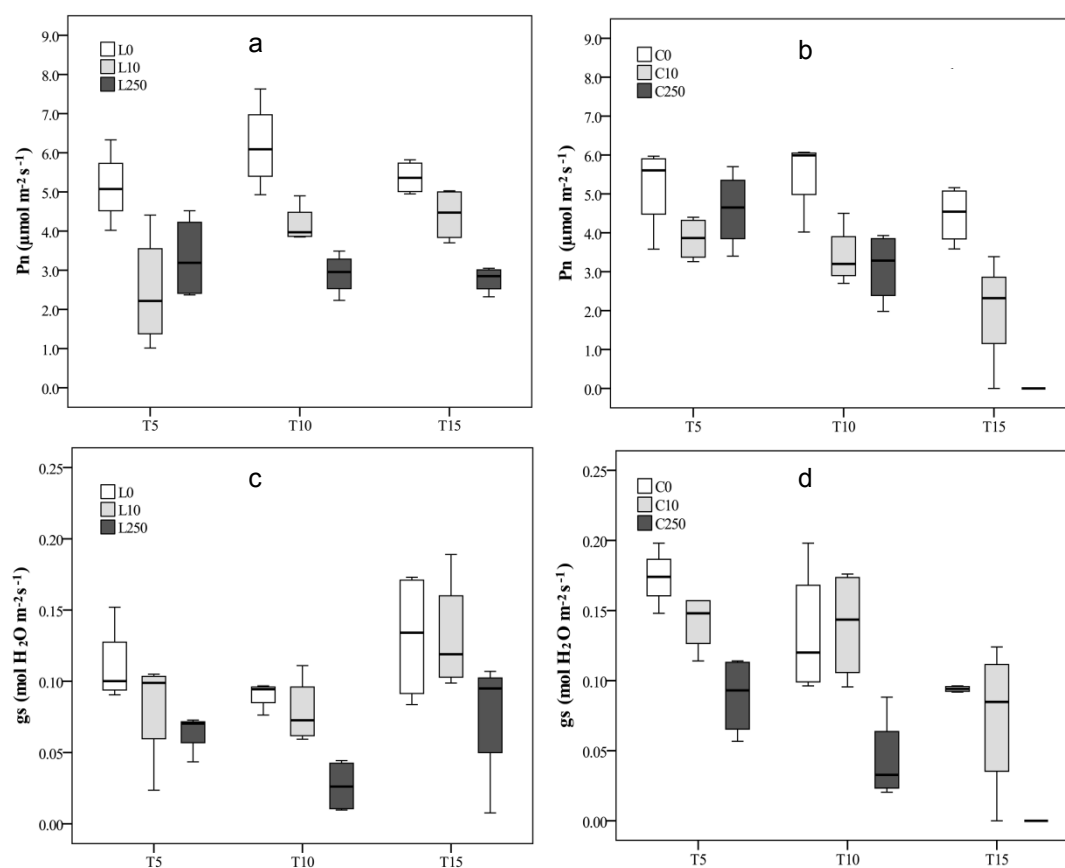 a
L0
L10
L250
9.0
8.0
7.0
6.0
5.0
4.0
3.0
2.0
1.0
0.0
Pn (µmol m⁻² s⁻¹)
T5 T10 T15
b
C0
C10
C250
9.0
8.0
7.0
6.0
5.0
4.0
3.0
2.0
1.0
0.0
Pn (µmol m⁻² s⁻¹)
T5 T10 T15
c
L0
L10
L250
0.25
0.20
0.15
0.10
0.05
0.00
gs (mol H₂O m⁻²s⁻¹)
T5 T10 T15
d
C0
C10
C250
0.25
0.20
0.15
0.10
0.05
0.00
gs (mol H₂O m⁻²s⁻¹)
T5 T10 T15